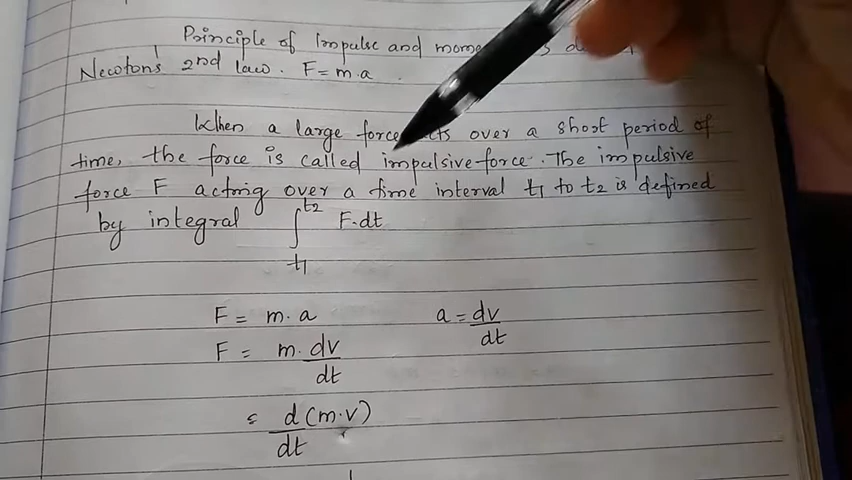 Principle of Impulse and
Newton's 2nd law. F = m.a
When a large force acts over a short period of
time, the force is called impulsive force. The impulsive
force F acting over a time interval t1 to t2 is defined
by integral ∫ t1 t2 F.dt
F = m.a a = dv/dt
F = m. dv/dt
= d(m.v)/dt